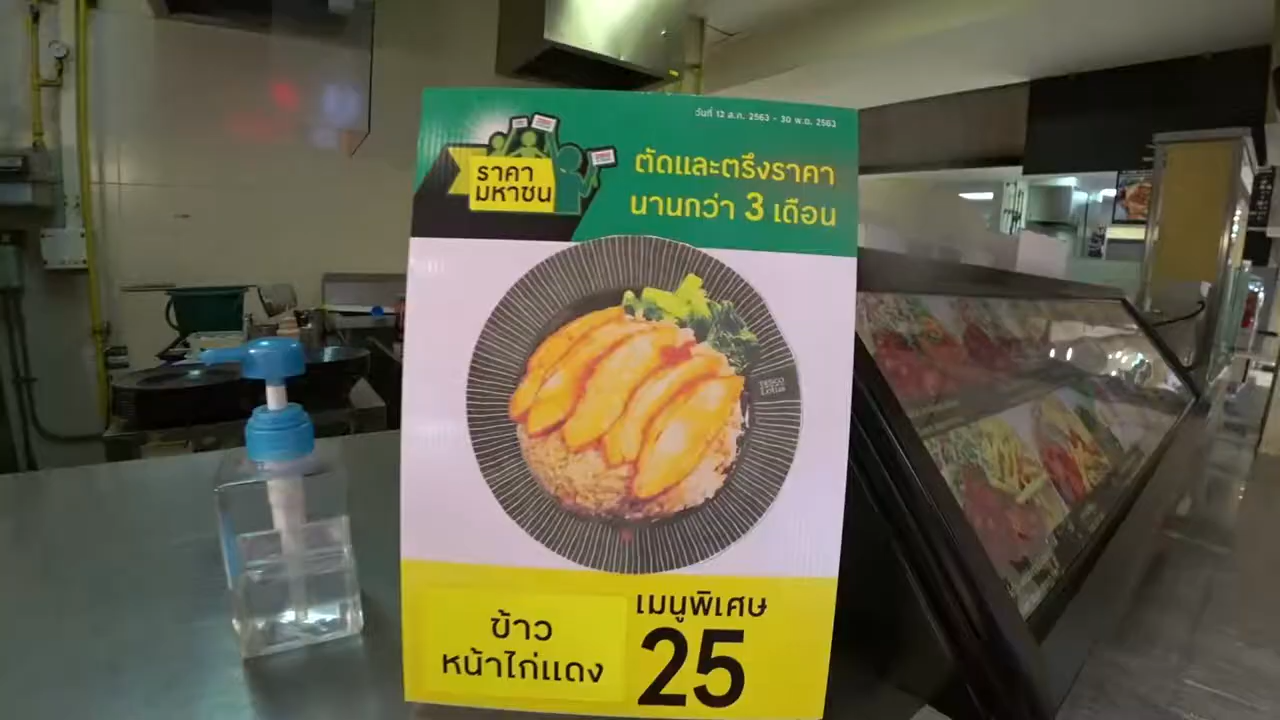 วันที่ 12 ส.ค. 2563 - 30 พ.ย. 2563
ราคา
มหาชน
ตัดและตรึงราคา
นานกว่า 3 เดือน
TESCO
Lotus
ข้าว
หน้าไก่แดง
เมนูพิเศษ
25